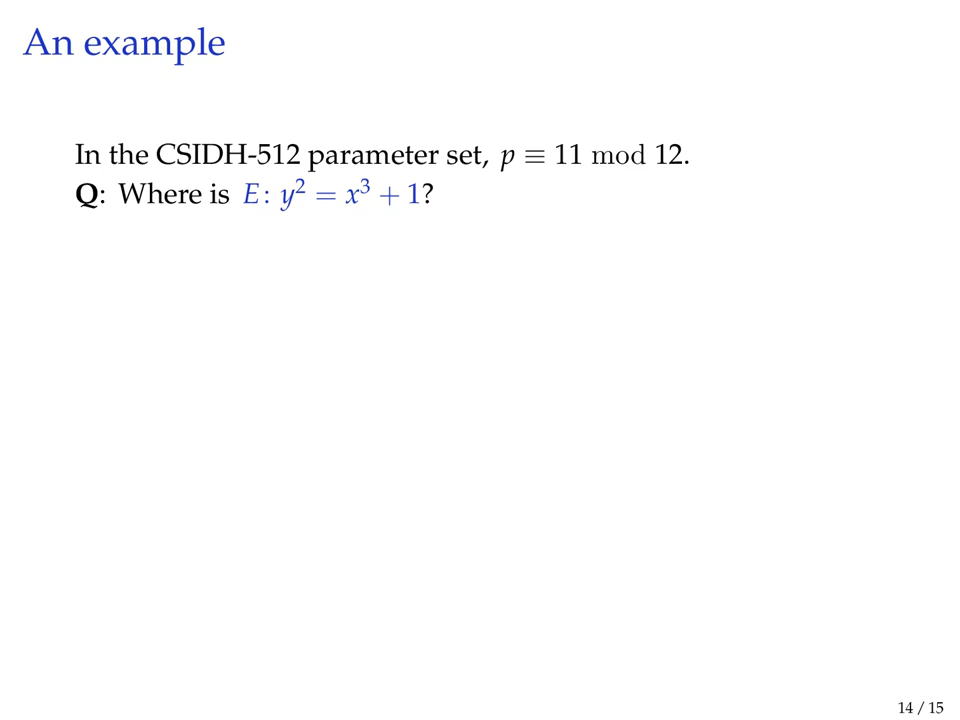 An example
In the CSIDH-512 parameter set, p ≡ 11 mod 12.
Q: Where is E: y² = x³ + 1?
14 / 15